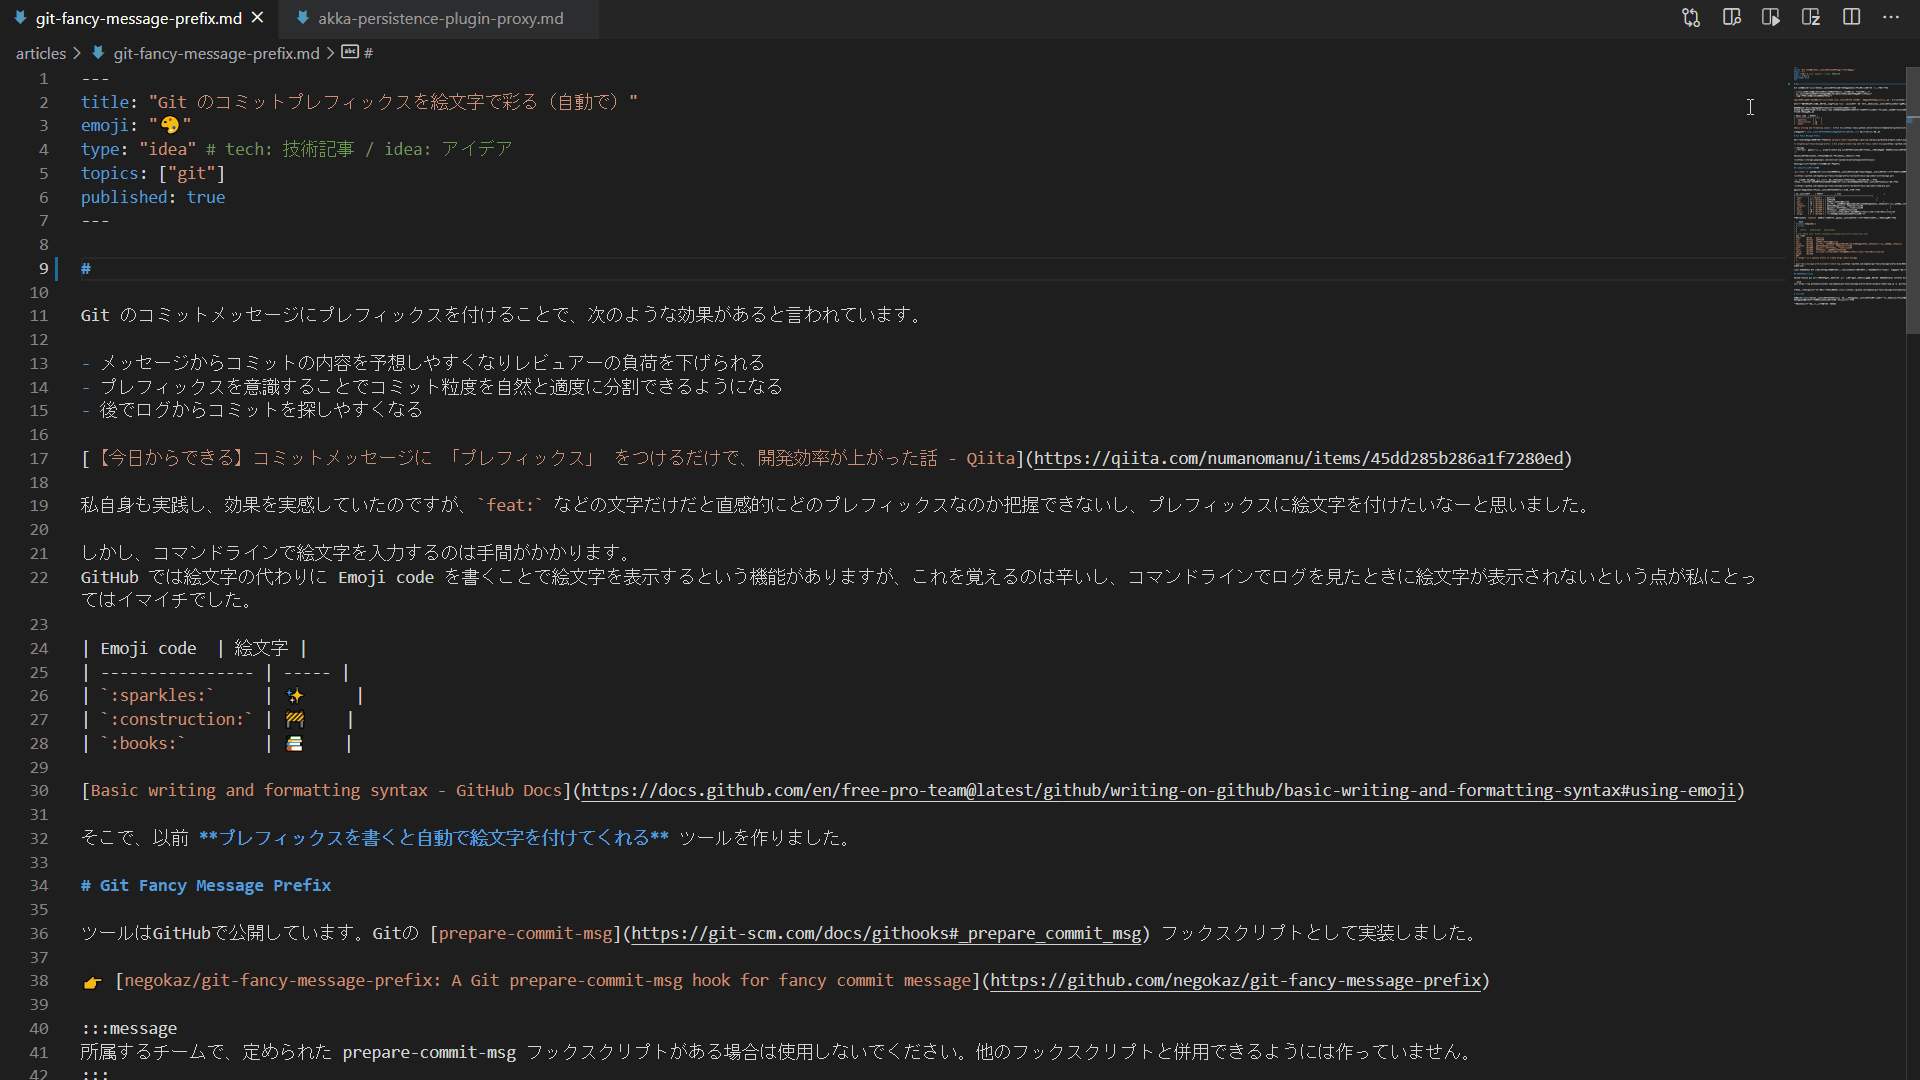 git-fancy-message-prefix.md
akka-persistence-plugin-proxy.md
articles > git-fancy-message-prefix.md > #
1 ---
2 title: "Git のコミットプレフィックスを絵文字で彩る（自動で）"
3 emoji: "🎨"
4 type: "idea" # tech: 技術記事 / idea: アイデア
5 topics: ["git"]
6 published: true
7 ---
8
9 #
10
11 Git のコミットメッセージにプレフィックスを付けることで、次のような効果があると言われています。
12
13 - メッセージからコミットの内容を予想しやすくなりレビュアーの負荷を下げられる
14 - プレフィックスを意識することでコミット粒度を自然と適度に分割できるようになる
15 - 後でログからコミットを探しやすくなる
16
17 [【今日からできる】コミットメッセージに 「プレフィックス」 をつけるだけで、開発効率が上がった話 - Qiita](https://qiita.com/numanomanu/items/45dd285b286a1f7280ed)
18
19 私自身も実践し、効果を実感していたのですが、`feat:` などの文字だけだと直感的にどのプレフィックスなのか把握できないし、プレフィックスに絵文字を付けたいなーと思いました。
20
21 しかし、コマンドラインで絵文字を入力するのは手間がかかります。
22 GitHub では絵文字の代わりに Emoji code を書くことで絵文字を表示するという機能がありますが、これを覚えるのは辛いし、コマンドラインでログを見たときに絵文字が表示されないという点が私にとっ
てはイマイチでした。
23
24 | Emoji code  | 絵文字 |
25 | ---------------- | ----- |
26 | `:sparkles:`     | ✨     |
27 | `:construction:` | 🚧    |
28 | `:books:`        | 📚    |
29
30 [Basic writing and formatting syntax - GitHub Docs](https://docs.github.com/en/free-pro-team@latest/github/writing-on-github/basic-writing-and-formatting-syntax#using-emoji)
31
32 そこで、以前 **プレフィックスを書くと自動で絵文字を付けてくれる** ツールを作りました。
33
34 # Git Fancy Message Prefix
35
36 ツールはGitHubで公開しています。Gitの [prepare-commit-msg](https://git-scm.com/docs/githooks#_prepare_commit_msg) フックスクリプトとして実装しました。
37
38 👉 [negokaz/git-fancy-message-prefix: A Git prepare-commit-msg hook for fancy commit message](https://github.com/negokaz/git-fancy-message-prefix)
39
40 :::message
41 所属するチームで、定められた prepare-commit-msg フックスクリプトがある場合は使用しないでください。他のフックスクリプトと併用できるようには作っていません。
42 :::